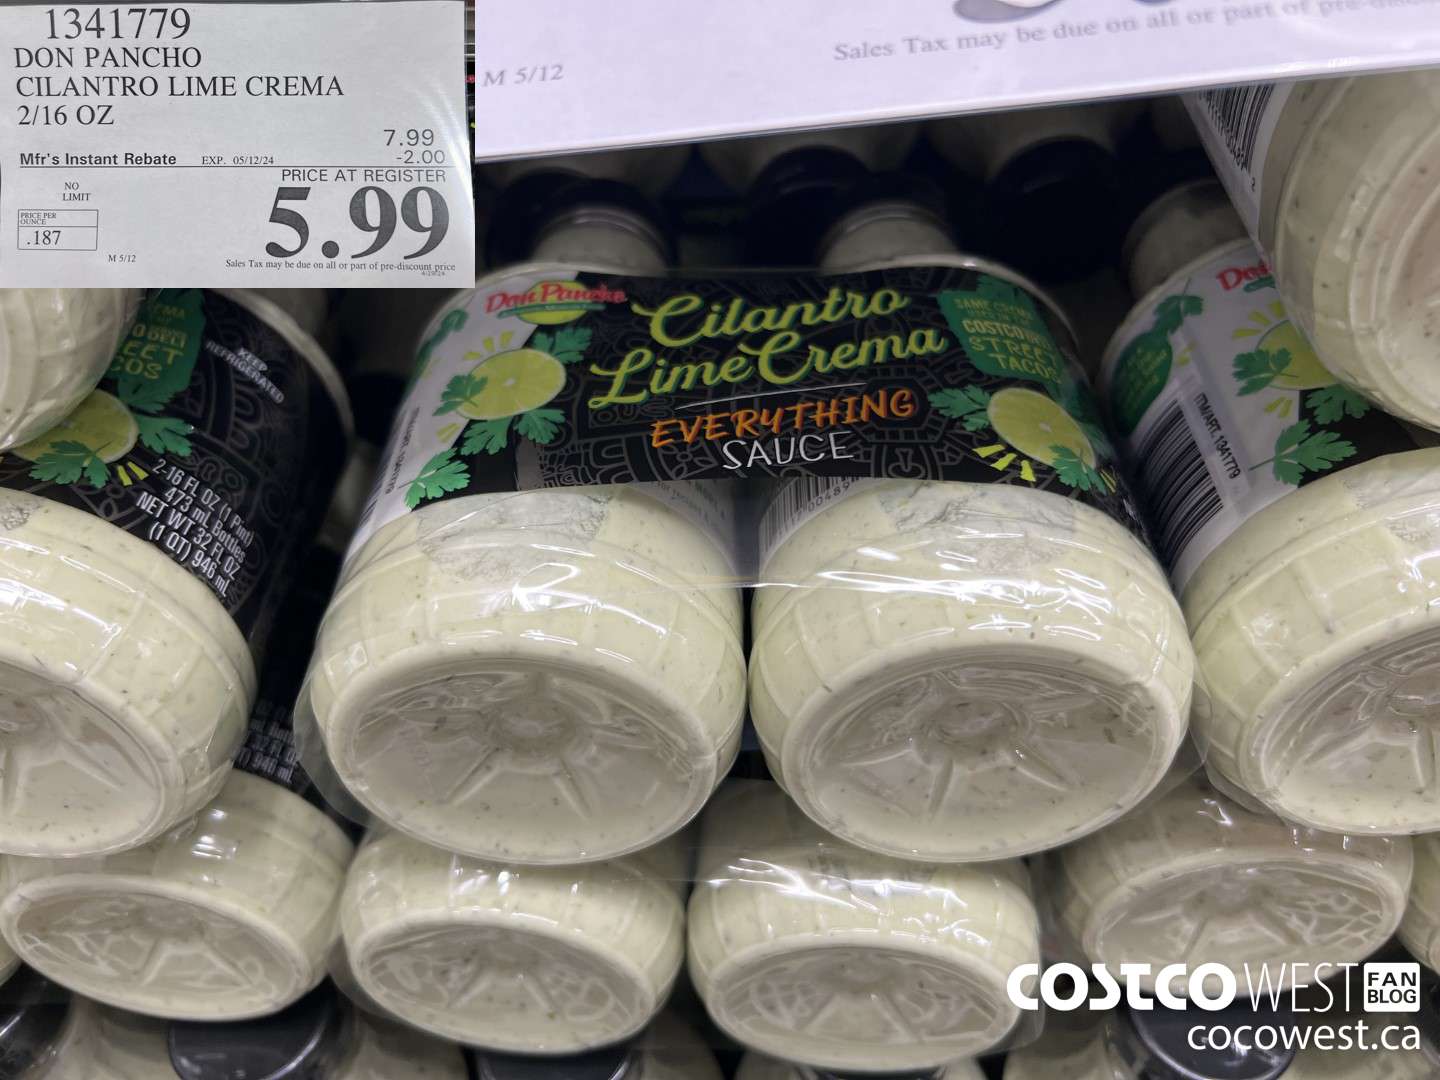 1341779
DON PANCHO
CILANTRO LIME CREMA
2/16 OZ
7.99
Mfr's Instant Rebate EXP. 05/12/24 -2.00
PRICE AT REGISTER
5.99
NO
LIMIT
PRICE PER
OUNCE
.187
M 5/12
Sales Tax may be due on all or part of pre-discount price
M 5/12
Sales Tax may be due on all or part of
Don Pancho
Cilantro
Lime Crema
EVERYTHING
SAUCE
SAME CREMA
COSTCO
STREET
TACOS
KEEP
REFRIGERATED
2-16 FL OZ (1 Pint)
473 mL Bottles
NET WT 32 FL OZ
(1 QT) 946 mL
ITM/ART. 1341779
COSTCO WEST FAN BLOG
cocowest.ca